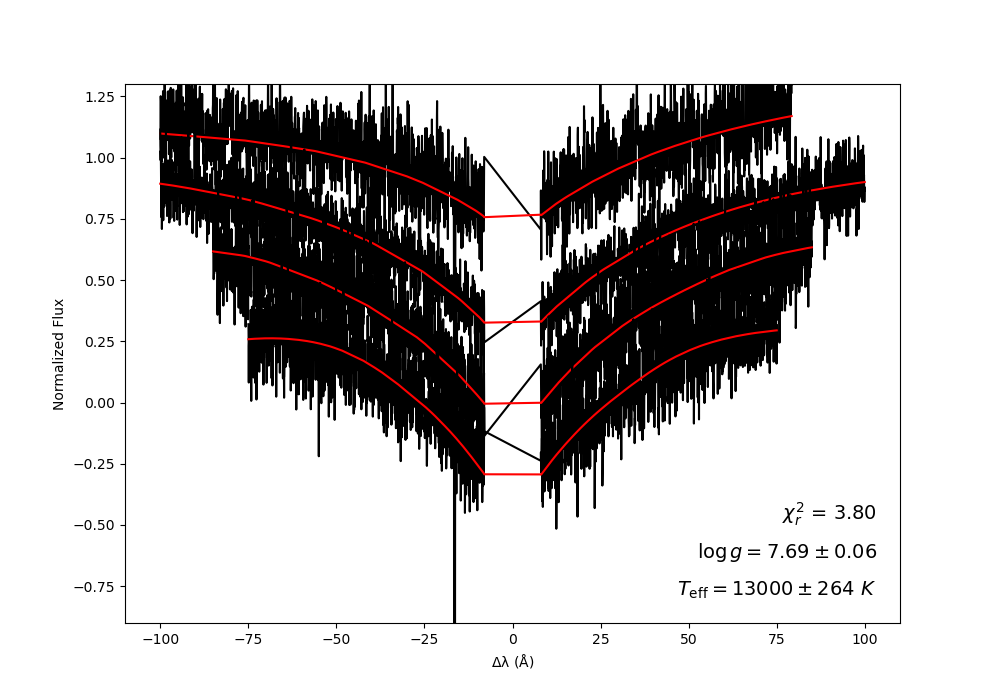 1.25
1.00
0.75
0.50
0.25
0.00
−0.25
−0.50
−0.75
Normalized Flux
χ²ᵣ = 3.80
log g = 7.69 ± 0.06
T_eff = 13000 ± 264 K
−100 −75 −50 −25 0 25 50 75 100
Δλ (Å)